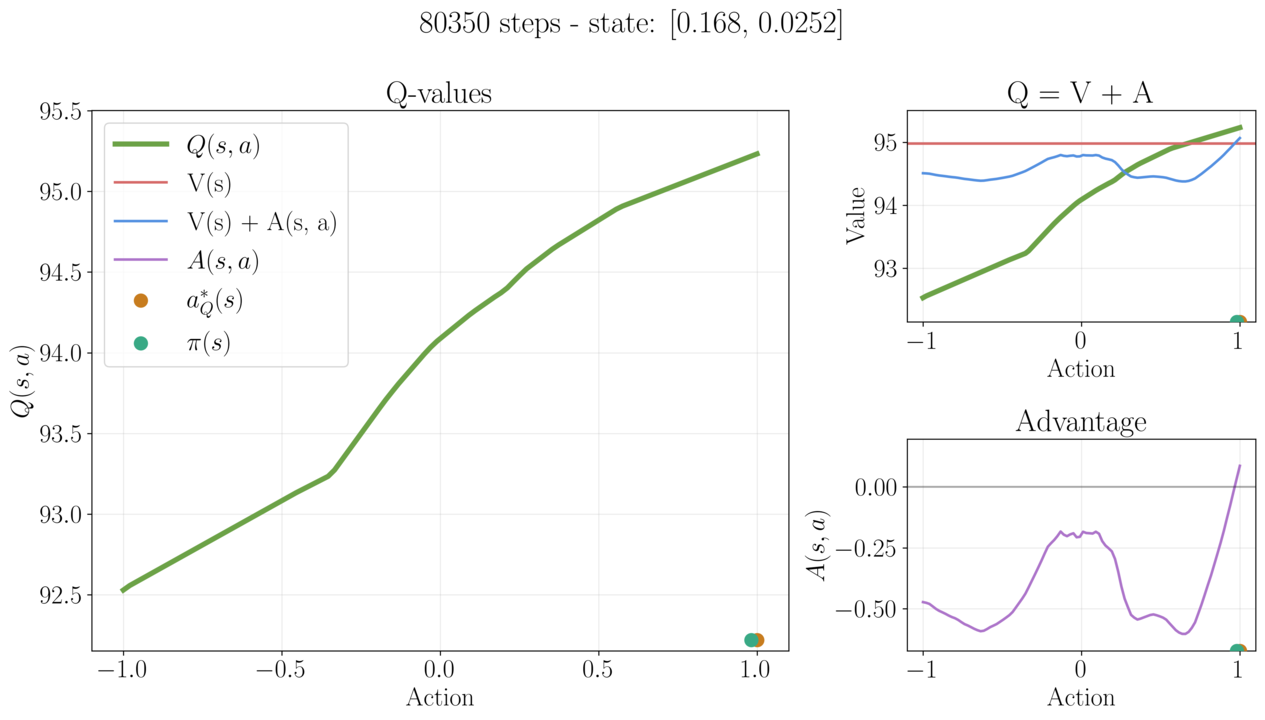 80350 steps - state: [0.168, 0.0252]
Q-values
95.5
95.0
94.5
94.0
93.5
93.0
92.5
Q(s, a)
Q(s, a)
V(s)
V(s) + A(s, a)
A(s, a)
a*_Q(s)
π(s)
−1.0
−0.5
0.0
0.5
1.0
Action
Q = V + A
95
94
93
Value
−1
0
1
Action
Advantage
0.00
−0.25
−0.50
A(s, a)
−1
0
1
Action